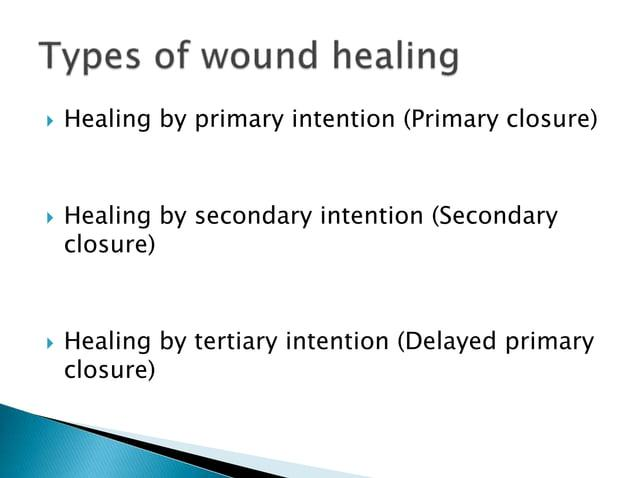 Types of wound healing
Healing by primary intention (Primary closure)
Healing by secondary intention (Secondary
closure)
Healing by tertiary intention (Delayed primary
closure)